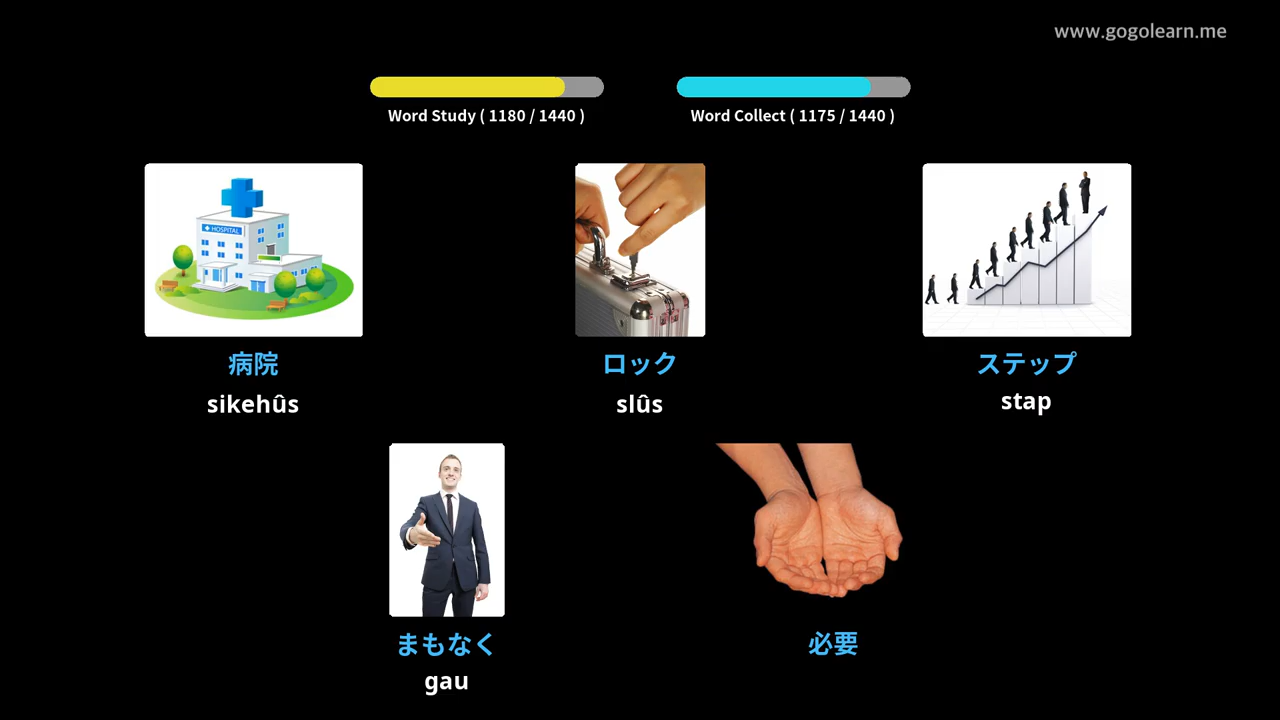 www.gogolearn.me
Word Study ( 1180 / 1440 )
Word Collect ( 1175 / 1440 )
HOSPITAL
病院
sikehûs
ロック
slûs
ステップ
stap
まもなく
gau
必要